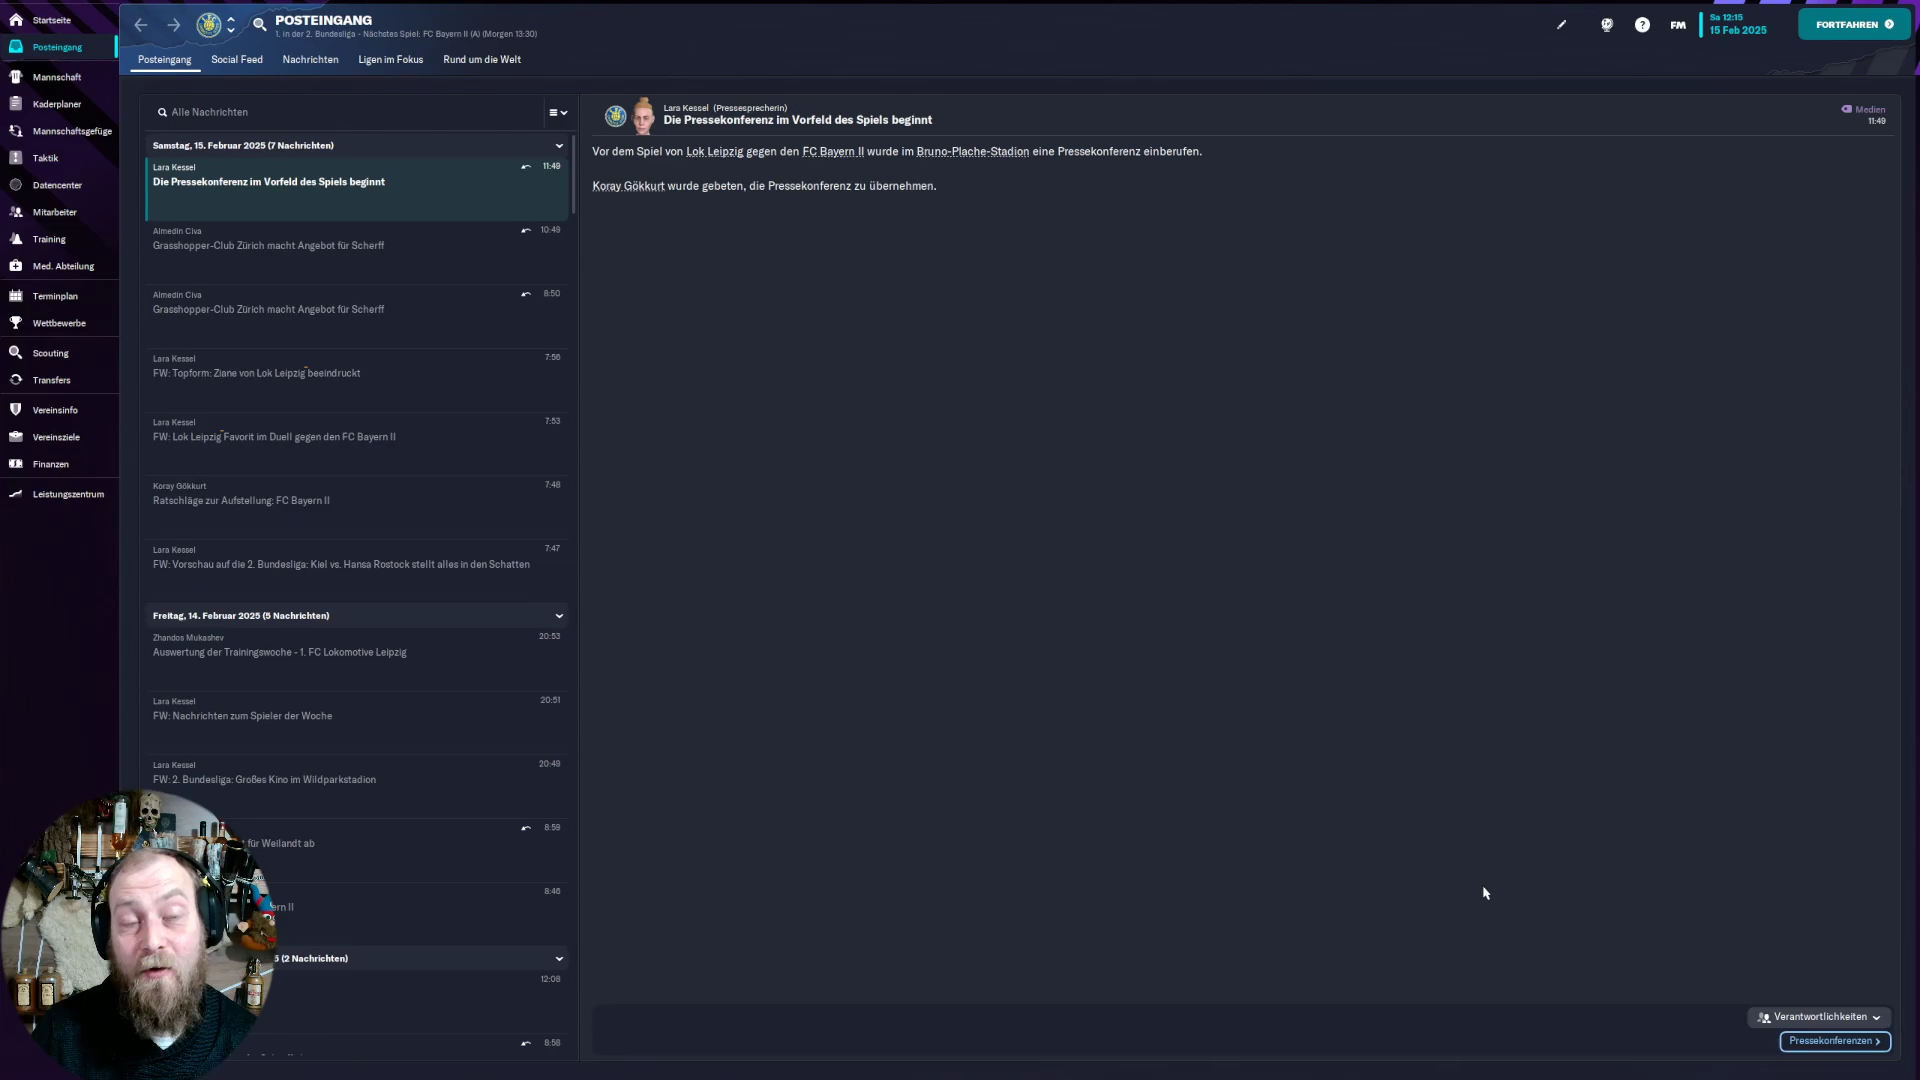 Startseite
Posteingang
Mannschaft
Kaderplaner
Mannschaftsgefüge
Taktik
Datencenter
Mitarbeiter
Training
Med. Abteilung
Terminplan
Wettbewerbe
Scouting
Transfers
Vereinsinfo
Vereinsziele
Finanzen
Leistungszentrum
POSTEINGANG
1. in der 2. Bundesliga - Nächstes Spiel: FC Bayern II (A) (Morgen 13:30)
FM
Sa 12:15
15 Feb 2025
FORTFAHREN
Posteingang Social Feed Nachrichten Ligen im Fokus Rund um die Welt
Alle Nachrichten
Samstag, 15. Februar 2025 (7 Nachrichten)
Lara Kessel 11:49
Die Pressekonferenz im Vorfeld des Spiels beginnt
Almedin Civa 10:49
Grasshopper-Club Zürich macht Angebot für Scherff
Almedin Civa 8:50
Grasshopper-Club Zürich macht Angebot für Scherff
Lara Kessel 7:56
FW: Topform: Ziane von Lok Leipzig beeindruckt
Lara Kessel 7:53
FW: Lok Leipzig Favorit im Duell gegen den FC Bayern II
Koray Gökkurt 7:48
Ratschläge zur Aufstellung: FC Bayern II
Lara Kessel 7:47
FW: Vorschau auf die 2. Bundesliga: Kiel vs. Hansa Rostock stellt alles in den Schatten
Freitag, 14. Februar 2025 (5 Nachrichten)
Zhandos Mukashev 20:53
Auswertung der Trainingswoche - 1. FC Lokomotive Leipzig
Lara Kessel 20:51
FW: Nachrichten zum Spieler der Woche
Lara Kessel 20:49
FW: 2. Bundesliga: Großes Kino im Wildparkstadion
8:59
für Weilandt ab
8:46
ern II
(2 Nachrichten)
12:08
8:58
Lara Kessel (Pressesprecherin)
Die Pressekonferenz im Vorfeld des Spiels beginnt
Medien
11:49
Vor dem Spiel von Lok Leipzig gegen den FC Bayern II wurde im Bruno-Plache-Stadion eine Pressekonferenz einberufen.
Koray Gökkurt wurde gebeten, die Pressekonferenz zu übernehmen.
Verantwortlichkeiten
Pressekonferenzen